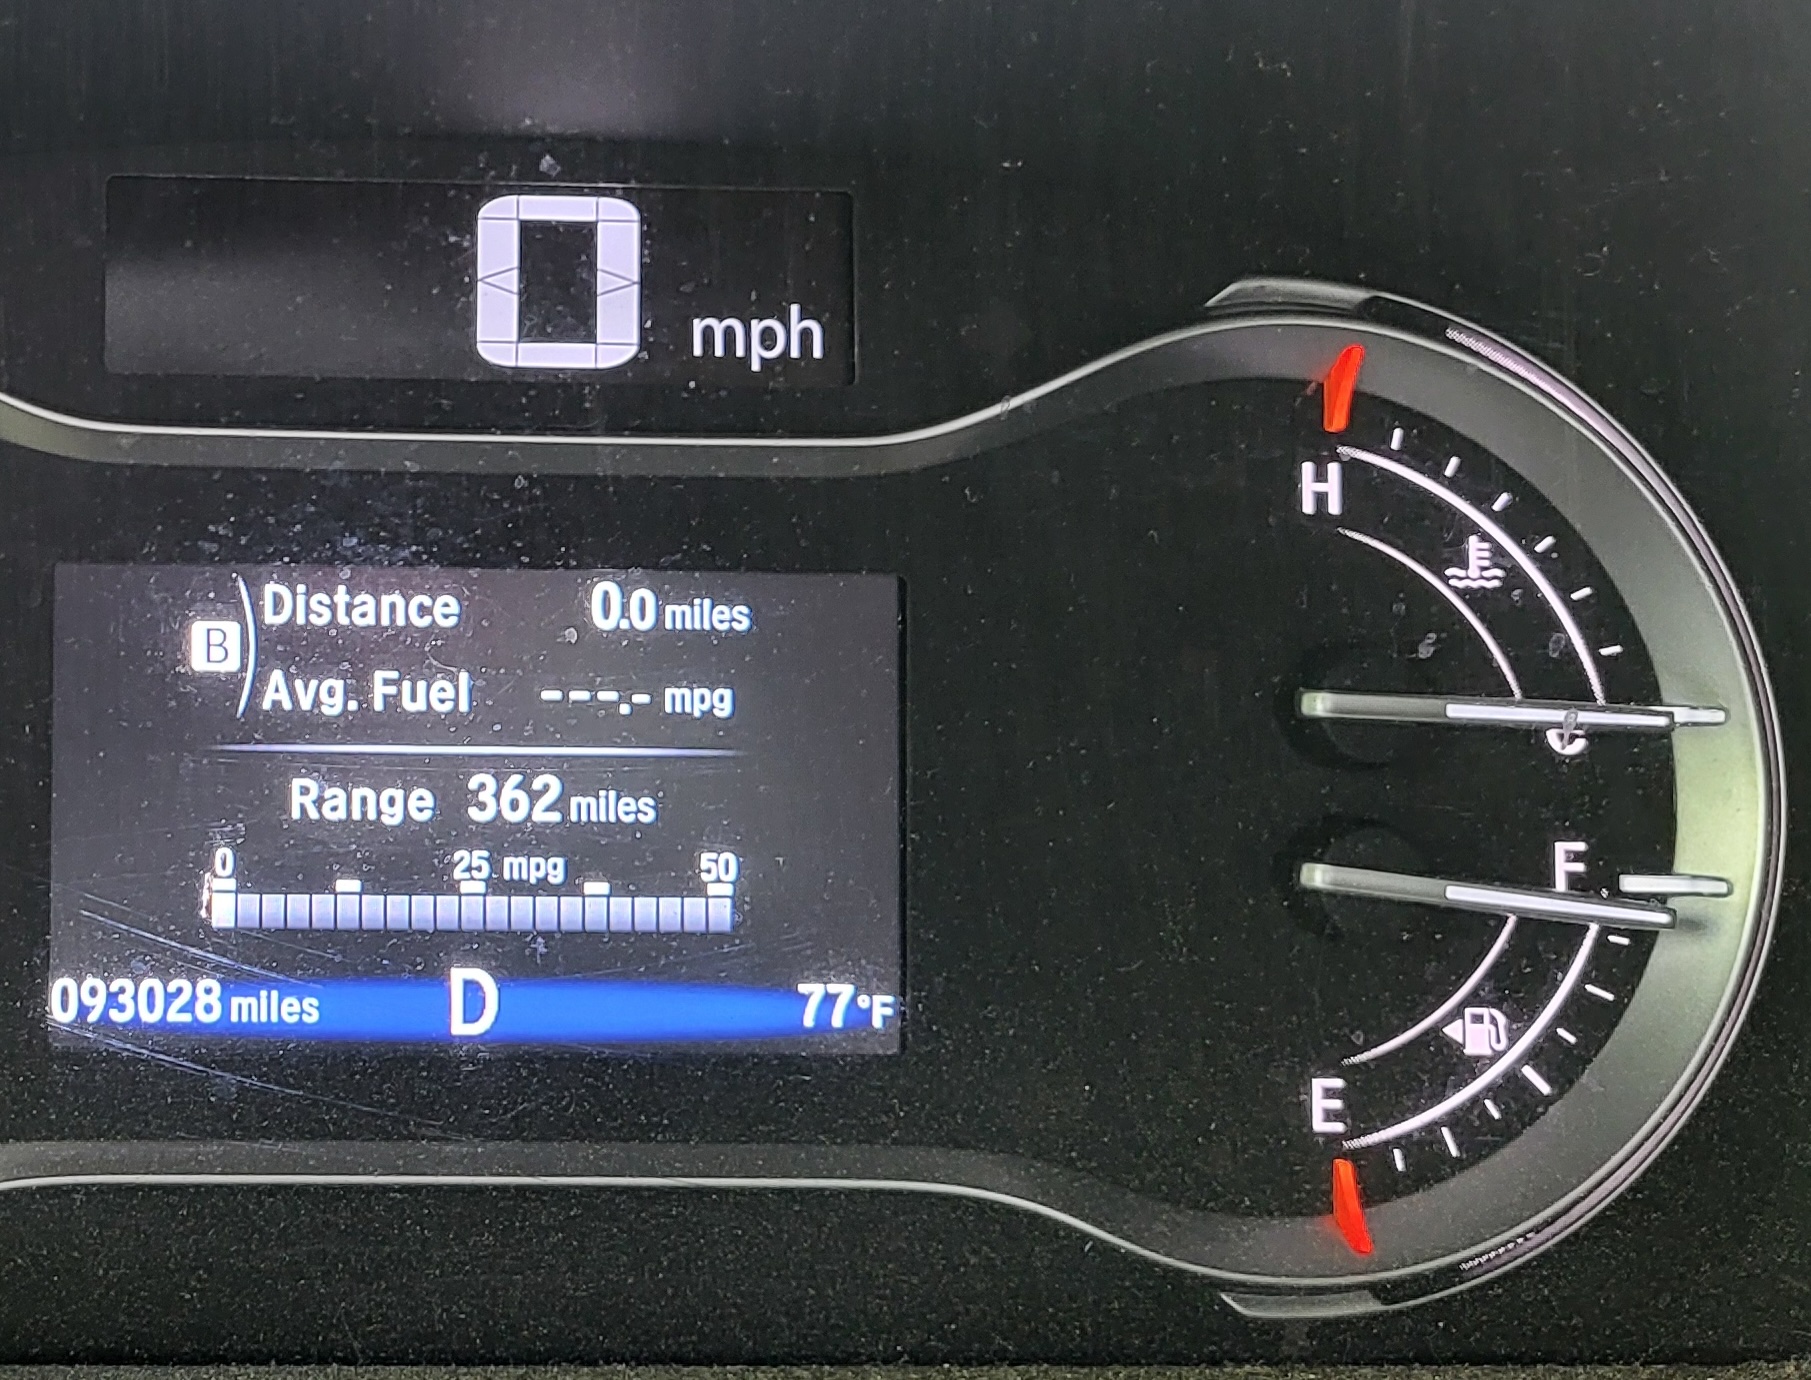 0 mph
B
Distance 0.0 miles
Avg. Fuel ---.- mpg
Range 362 miles
0 25 mpg 50
093028 miles D 77°F
H
C
F
E